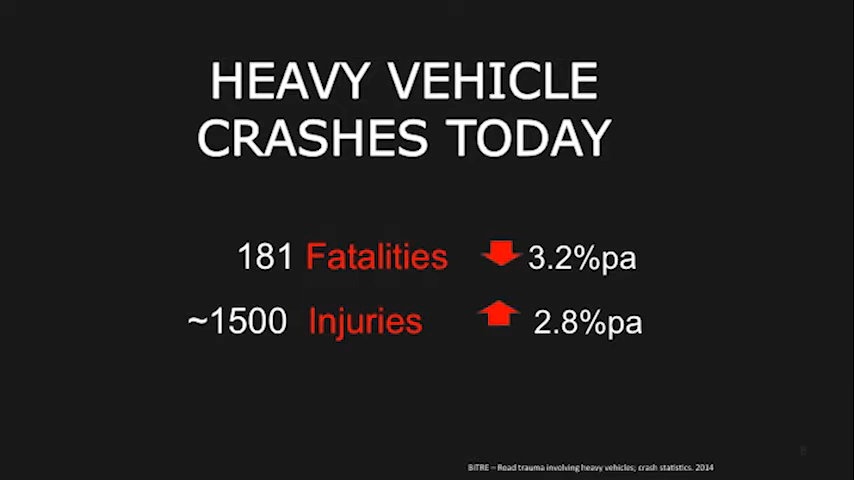 HEAVY VEHICLE
CRASHES TODAY
181 Fatalities 3.2%pa
~1500 Injuries 2.8%pa
BITRE – Road trauma involving heavy vehicles; crash statistics. 2014